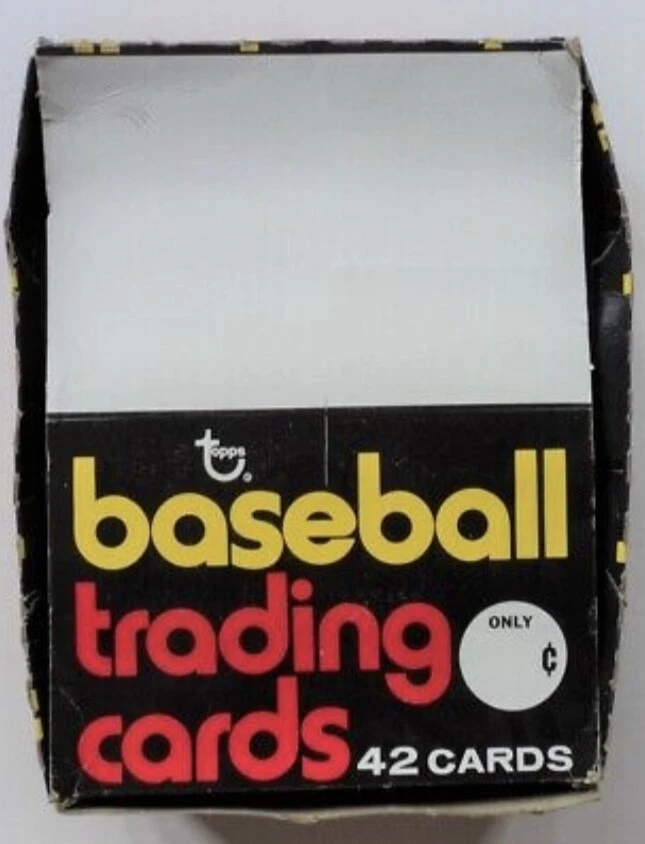 topps
baseball
trading
ONLY
¢
cards
42 CARDS